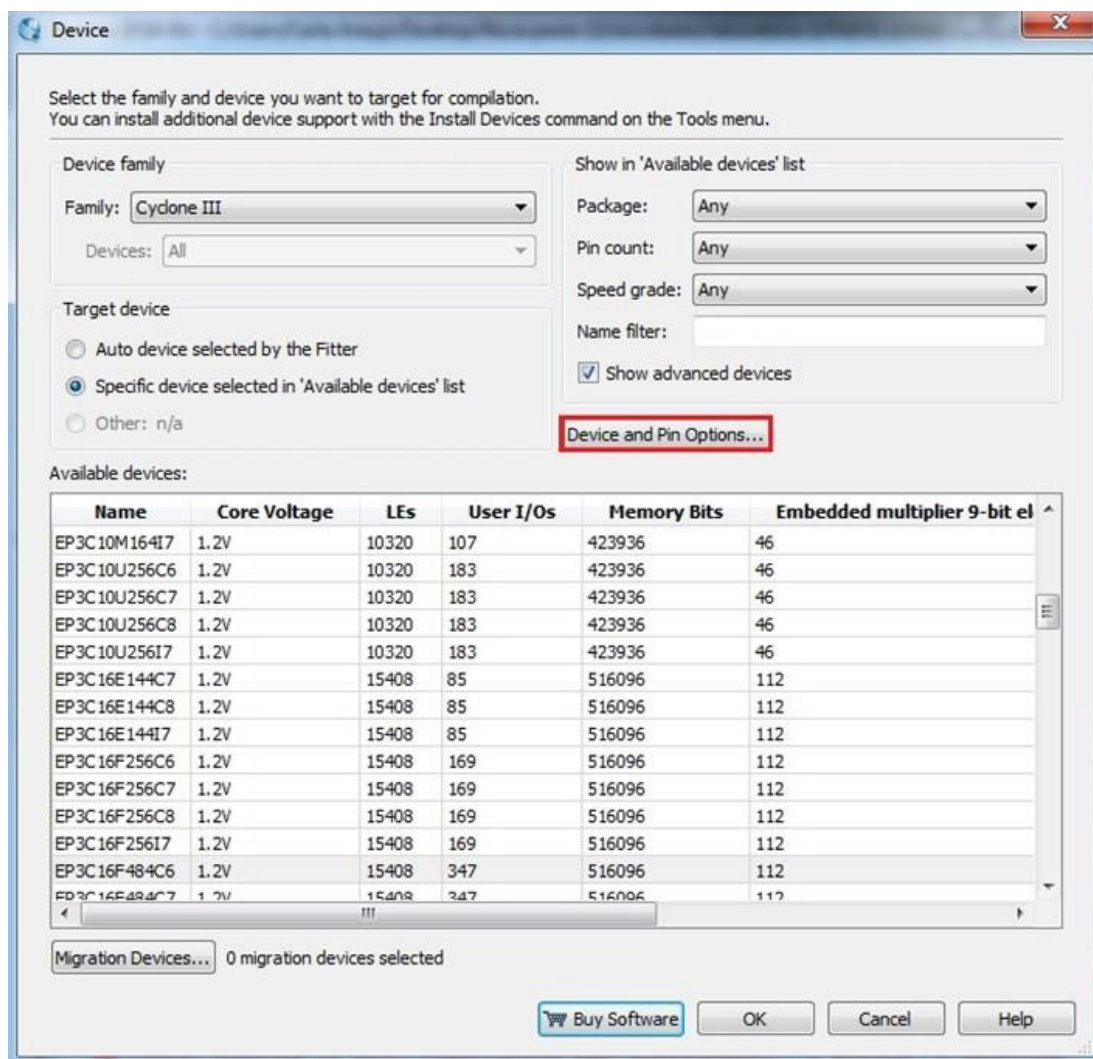 Device
Select the family and device you want to target for compilation.
You can install additional device support with the Install Devices command on the Tools menu.
Device family
Family: Cyclone III
Devices: All
Target device
Auto device selected by the Fitter
Specific device selected in 'Available devices' list
Other: n/a
Show in 'Available devices' list
Package: Any
Pin count: Any
Speed grade: Any
Name filter:
Show advanced devices
Device and Pin Options...
Available devices:
Name Core Voltage LEs User I/Os Memory Bits Embedded multiplier 9-bit el
EP3C10M164I7 1.2V 10320 107 423936 46
EP3C10U256C6 1.2V 10320 183 423936 46
EP3C10U256C7 1.2V 10320 183 423936 46
EP3C10U256C8 1.2V 10320 183 423936 46
EP3C10U256I7 1.2V 10320 183 423936 46
EP3C16E144C7 1.2V 15408 85 516096 112
EP3C16E144C8 1.2V 15408 85 516096 112
EP3C16E144I7 1.2V 15408 85 516096 112
EP3C16F256C6 1.2V 15408 169 516096 112
EP3C16F256C7 1.2V 15408 169 516096 112
EP3C16F256C8 1.2V 15408 169 516096 112
EP3C16F256I7 1.2V 15408 169 516096 112
EP3C16F484C6 1.2V 15408 347 516096 112
EP3C16F484C7 1.2V 15408 347 516096 112
Migration Devices... 0 migration devices selected
Buy Software OK Cancel Help